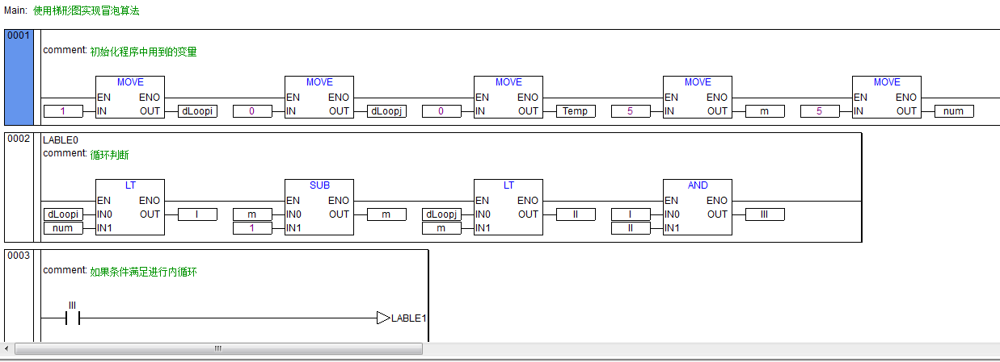 Main: 使用梯形图实现冒泡算法
0001
comment: 初始化程序中用到的变量
MOVE MOVE MOVE MOVE MOVE
EN ENO EN ENO EN ENO EN ENO EN ENO
1 IN OUT dLoopi 0 IN OUT dLoopj 0 IN OUT Temp 5 IN OUT m 5 IN OUT num
0002 LABLE0
comment: 循环判断
LT SUB LT AND
EN ENO EN ENO EN ENO EN ENO
dLoopi IN0 OUT I m IN0 OUT m dLoopj IN0 OUT II I IN0 OUT III
num IN1 1 IN1 m IN1 II IN1
0003
comment: 如果条件满足进行内循环
III
LABLE1